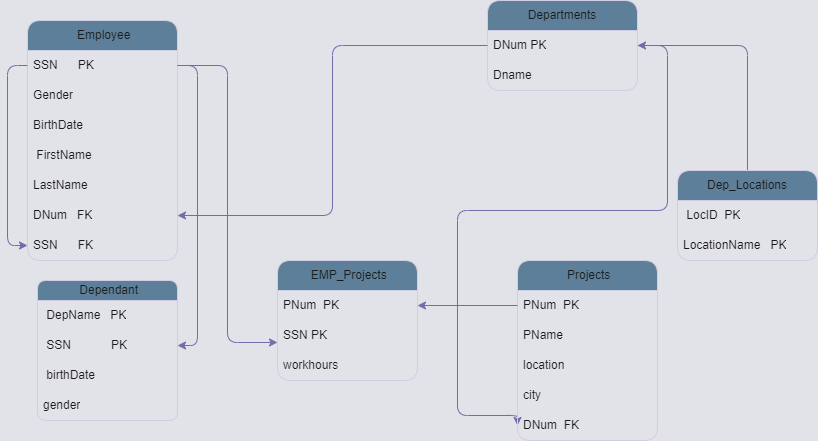 Employee
SSN PK
Gender
BirthDate
FirstName
LastName
DNum FK
SSN FK
Departments
DNum PK
Dname
Dep_Locations
LocID PK
LocationName PK
Dependant
DepName PK
SSN PK
birthDate
gender
EMP_Projects
PNum PK
SSN PK
workhours
Projects
PNum PK
PName
location
city
DNum FK